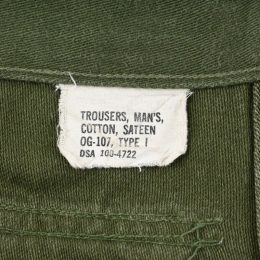 TROUSERS, MAN'S,
COTTON, SATEEN
OG-107, TYPE I
DSA 100-4722